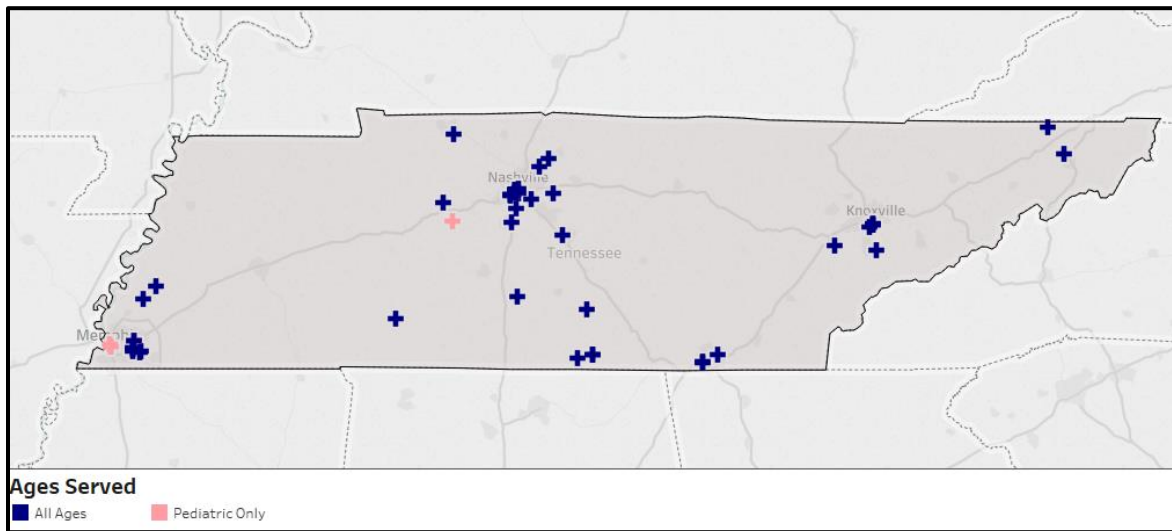 Nashville
Knoxville
Tennessee
Ages Served
All Ages
Pediatric Only